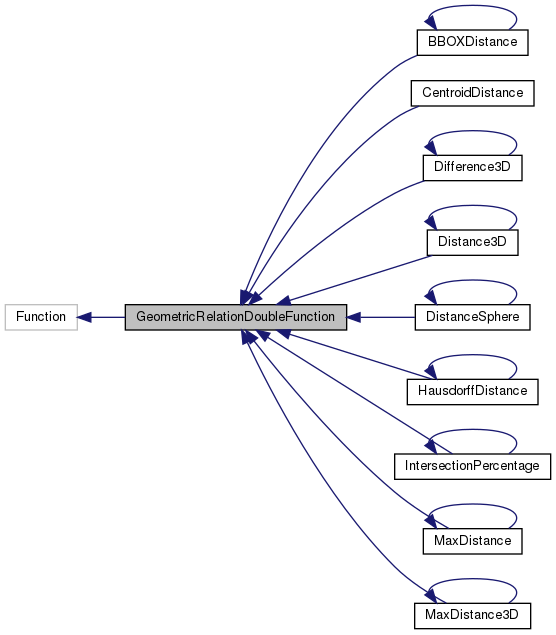 BBOXDistance
CentroidDistance
Difference3D
Distance3D
Function
GeometricRelationDoubleFunction
DistanceSphere
HausdorffDistance
IntersectionPercentage
MaxDistance
MaxDistance3D